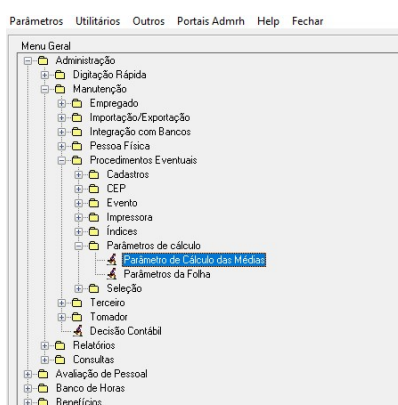 Parâmetros Utilitários Outros Portais Admrh Help Fechar
Menu Geral
Administração
Digitação Rápida
Manutenção
Empregado
Importação/Exportação
Integração com Bancos
Pessoa Física
Procedimentos Eventuais
Cadastros
CEP
Evento
Impressora
Índices
Parâmetros de cálculo
Parâmetro de Cálculo das Médias
Parâmetros da Folha
Seleção
Terceiro
Tomador
Decisão Contábil
Relatórios
Consultas
Avaliação de Pessoal
Banco de Horas
Benefícios